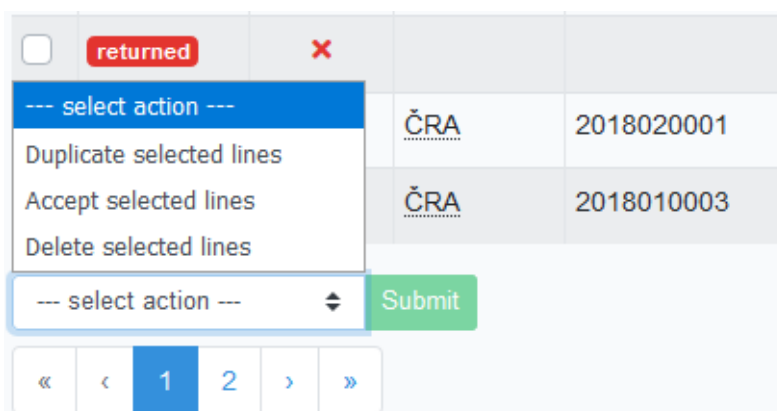 returned
--- select action ---
Duplicate selected lines
Accept selected lines
Delete selected lines
ČRA 2018020001
ČRA 2018010003
--- select action --- Submit
« ‹ 1 2 › »